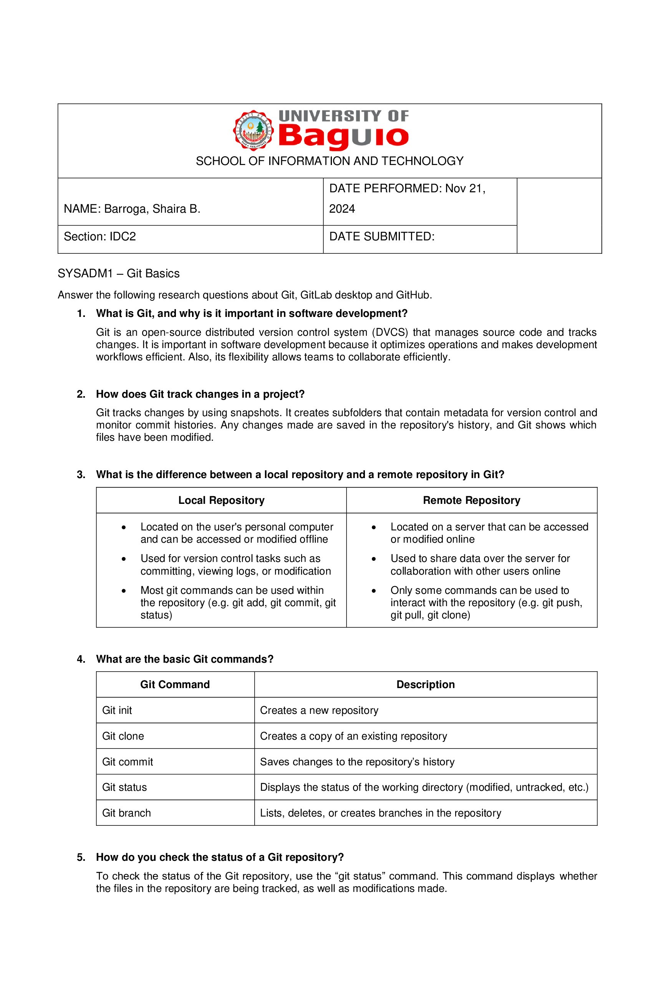 UNIVERSITY OF
Baguio
UNIVERSITY OF BAGUIO
1948 • PHILIPPINES
SCHOOL OF INFORMATION AND TECHNOLOGY
NAME: Barroga, Shaira B.
DATE PERFORMED: Nov 21,
2024
Section: IDC2
DATE SUBMITTED:
SYSADM1 – Git Basics
Answer the following research questions about Git, GitLab desktop and GitHub.
1. What is Git, and why is it important in software development?
Git is an open-source distributed version control system (DVCS) that manages source code and tracks
changes. It is important in software development because it optimizes operations and makes development
workflows efficient. Also, its flexibility allows teams to collaborate efficiently.
2. How does Git track changes in a project?
Git tracks changes by using snapshots. It creates subfolders that contain metadata for version control and
monitor commit histories. Any changes made are saved in the repository's history, and Git shows which
files have been modified.
3. What is the difference between a local repository and a remote repository in Git?
Local Repository
Remote Repository
• Located on the user's personal computer
and can be accessed or modified offline
• Used for version control tasks such as
committing, viewing logs, or modification
• Most git commands can be used within
the repository (e.g. git add, git commit, git
status)
• Located on a server that can be accessed
or modified online
• Used to share data over the server for
collaboration with other users online
• Only some commands can be used to
interact with the repository (e.g. git push,
git pull, git clone)
4. What are the basic Git commands?
Git Command Description
Git init Creates a new repository
Git clone Creates a copy of an existing repository
Git commit Saves changes to the repository’s history
Git status Displays the status of the working directory (modified, untracked, etc.)
Git branch Lists, deletes, or creates branches in the repository
5. How do you check the status of a Git repository?
To check the status of the Git repository, use the “git status” command. This command displays whether
the files in the repository are being tracked, as well as modifications made.